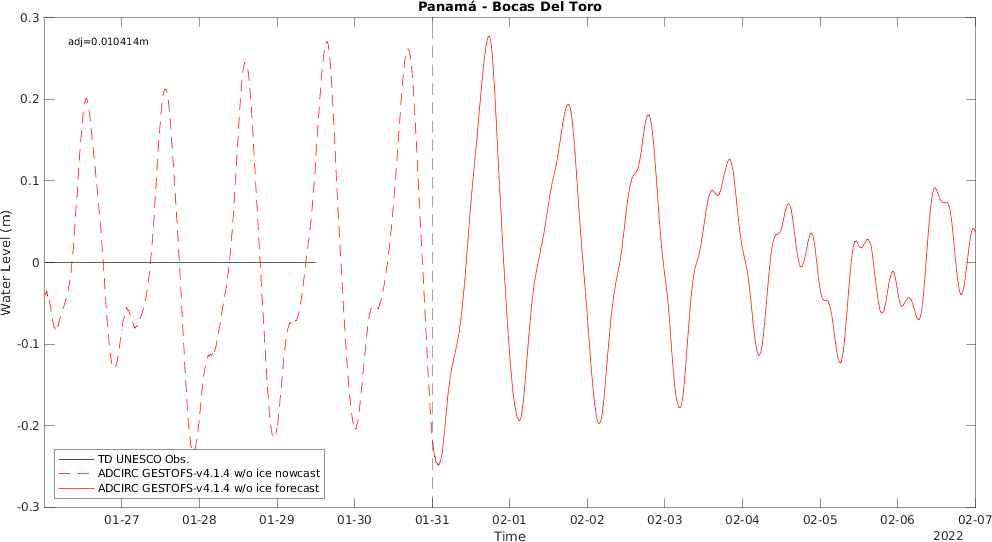 Panamá - Bocas Del Toro
adj=0.010414m
Water Level (m)
0.3
0.2
0.1
0
-0.1
-0.2
-0.3
TD UNESCO Obs.
ADCIRC GESTOFS-v4.1.4 w/o ice nowcast
ADCIRC GESTOFS-v4.1.4 w/o ice forecast
01-27 01-28 01-29 01-30 01-31 02-01 02-02 02-03 02-04 02-05 02-06 02-07
Time
2022